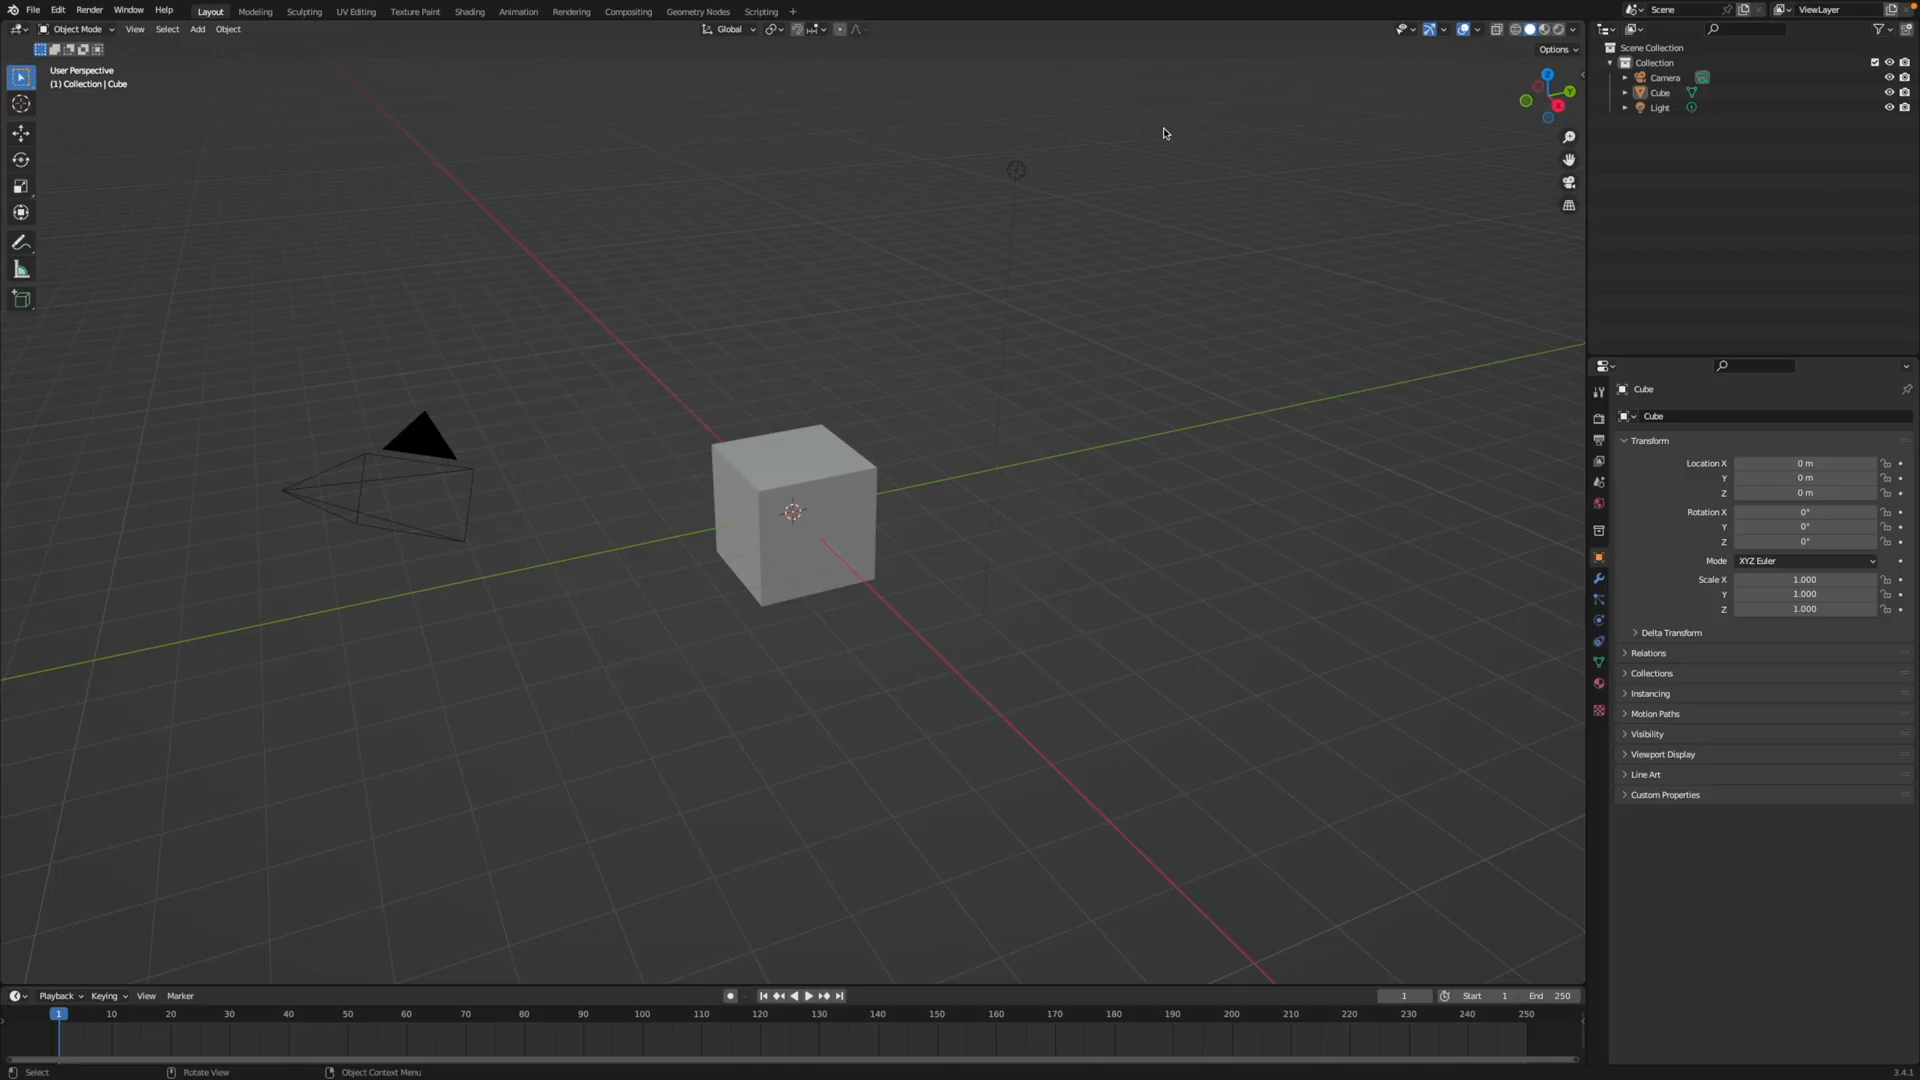 File Edit Render Window Help Layout Modeling Sculpting UV Editing Texture Paint Shading Animation Rendering Compositing Geometry Nodes Scripting + Scene ViewLayer
Object Mode View Select Add Object Global
Options
User Perspective
(1) Collection | Cube
Z
Y
X
Scene Collection
Collection
Camera
Cube
Light
Cube
Cube
Transform
Location X 0 m
Y 0 m
Z 0 m
Rotation X 0°
Y 0°
Z 0°
Mode XYZ Euler
Scale X 1.000
Y 1.000
Z 1.000
Delta Transform
Relations
Collections
Instancing
Motion Paths
Visibility
Viewport Display
Line Art
Custom Properties
Playback Keying View Marker 1 Start 1 End 250
1 10 20 30 40 50 60 70 80 90 100 110 120 130 140 150 160 170 180 190 200 210 220 230 240 250
Select Rotate View Object Context Menu 3.4.1